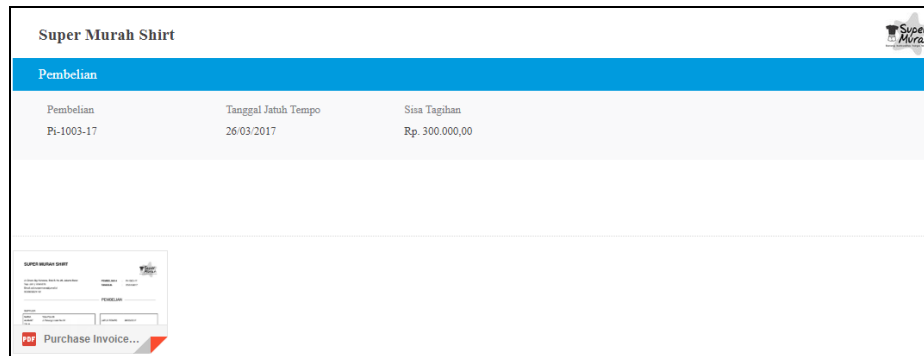 Super Murah Shirt
Super
Pembelian
Pembelian Tanggal Jatuh Tempo Sisa Tagihan
Pi-1003-17 26/03/2017 Rp. 300.000,00
SUPER MURAH SHIRT
PEMBELIAN
PDF Purchase Invoice...